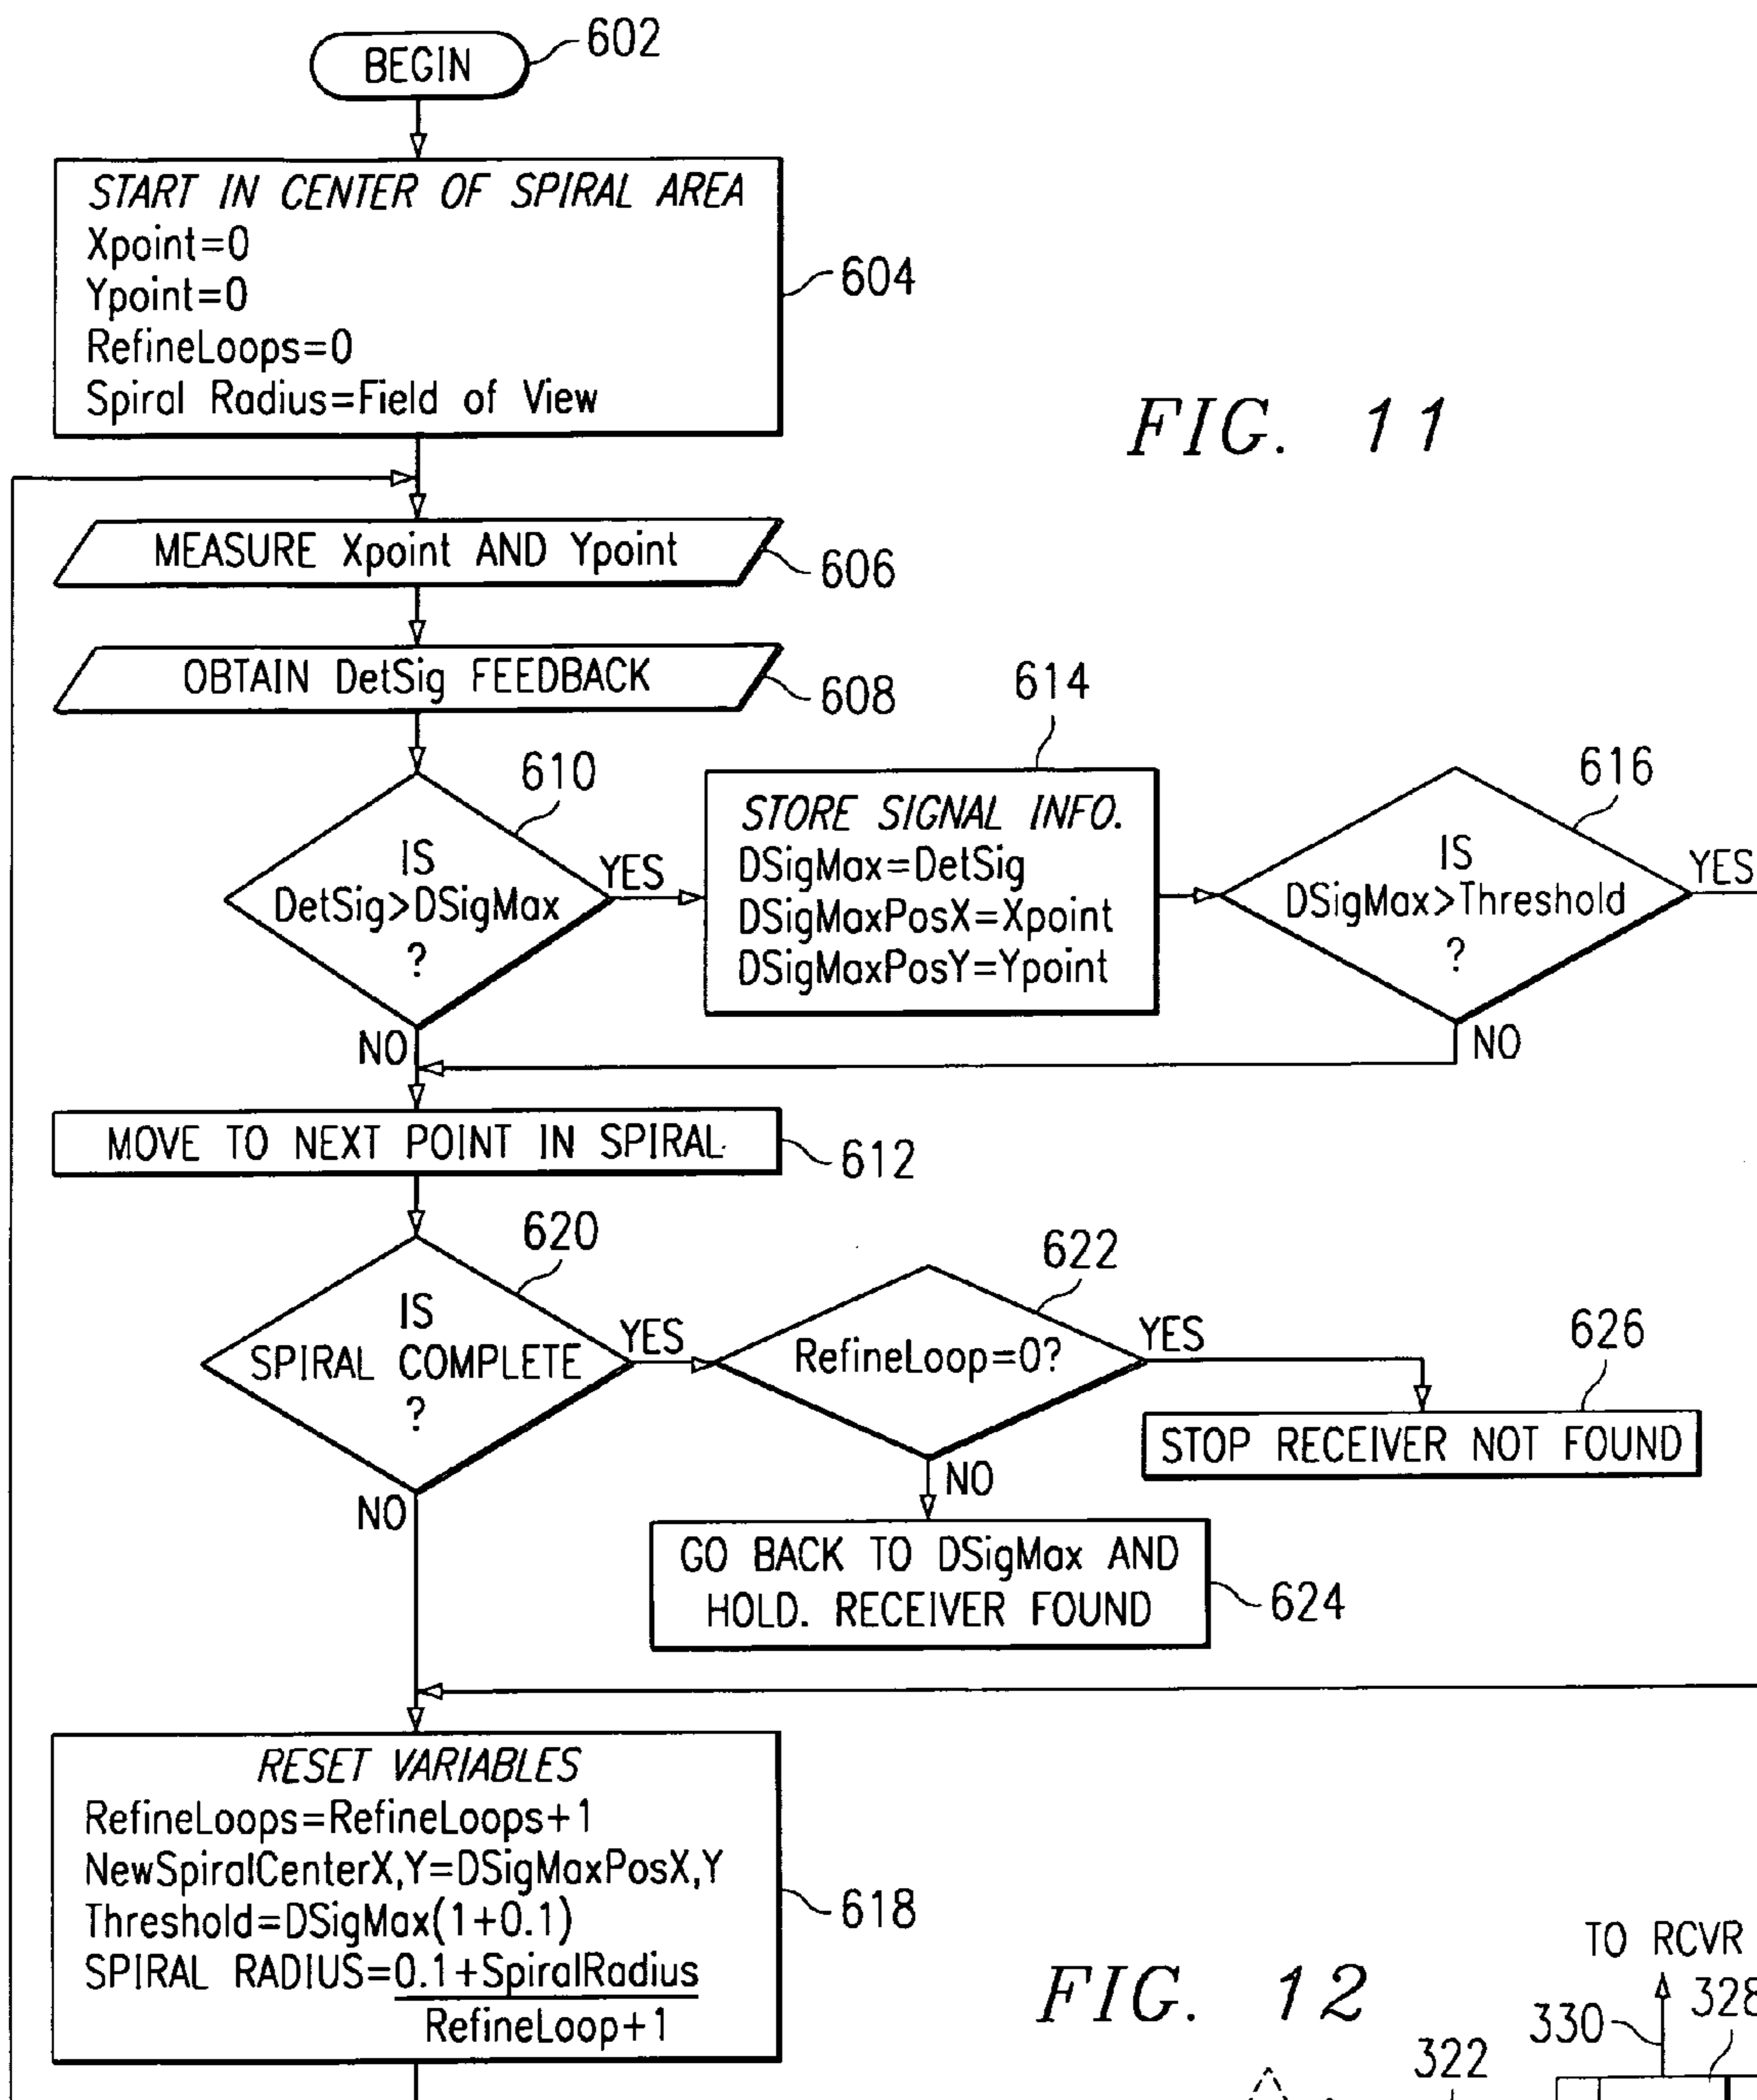 BEGIN
602
START IN CENTER OF SPIRAL AREA
Xpoint=0
Ypoint=0
RefineLoops=0
Spiral Radius=Field of View
604
FIG. 11
MEASURE Xpoint AND Ypoint
606
OBTAIN DetSig FEEDBACK
608
610
IS
DetSig>DSigMax
?
YES
NO
614
STORE SIGNAL INFO.
DSigMax=DetSig
DSigMaxPosX=Xpoint
DSigMaxPosY=Ypoint
616
IS
DSigMax>Threshold
?
YES
NO
MOVE TO NEXT POINT IN SPIRAL
612
620
IS
SPIRAL COMPLETE
?
YES
NO
622
RefineLoop=0?
YES
NO
626
STOP RECEIVER NOT FOUND
GO BACK TO DSigMax AND
HOLD. RECEIVER FOUND
624
RESET VARIABLES
RefineLoops=RefineLoops+1
NewSpiralCenterX,Y=DSigMaxPosX,Y
Threshold=DSigMax(1+0.1)
SPIRAL RADIUS=0.1+SpiralRadius
RefineLoop+1
618
FIG. 12
TO RCVR
330
328
322